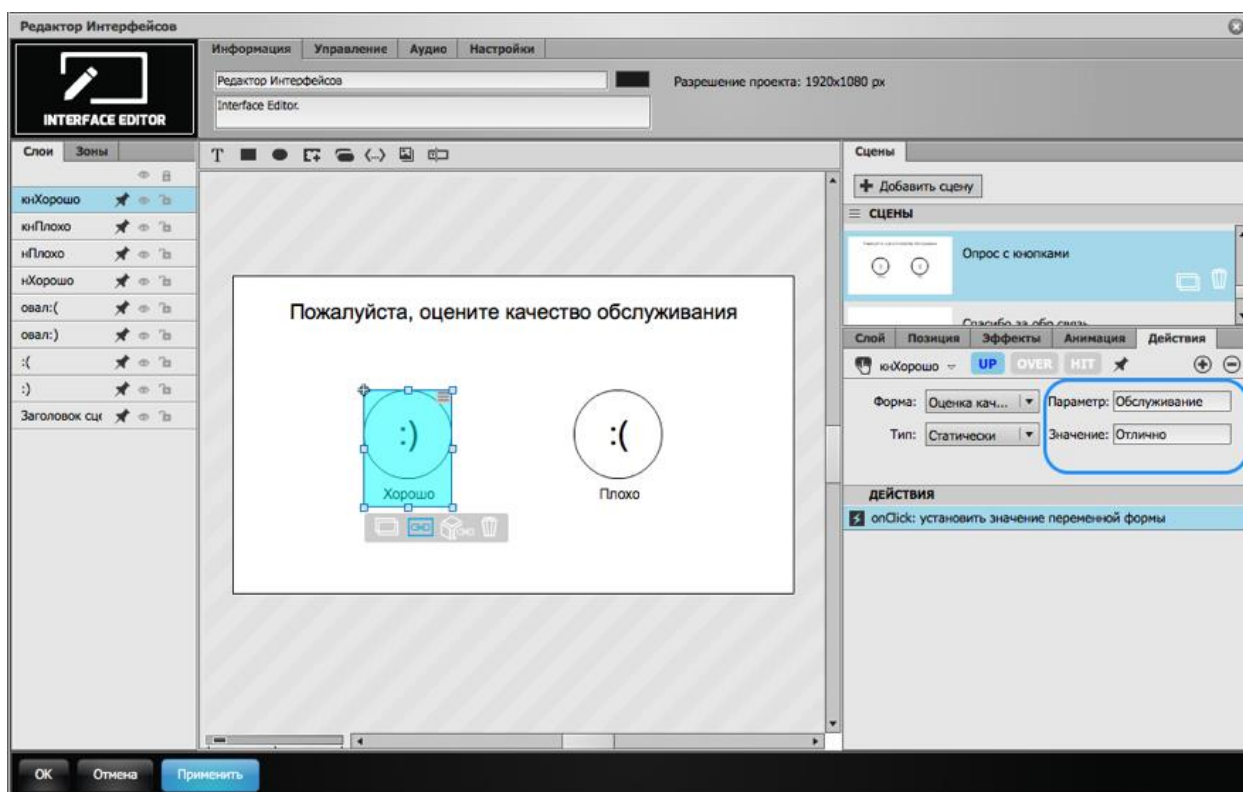 Редактор Интерфейсов
INTERFACE EDITOR
Информация Управление Аудио Настройки
Редактор Интерфейсов
Interface Editor.
Разрешение проекта: 1920x1080 px
Слои Зоны
кнХорошо
кнПлохо
нПлохо
нХорошо
овал:(
овал:)
:(
:)
Заголовок сце
T
Пожалуйста, оцените качество обслуживания
:)
Хорошо
:(
Плохо
Сцены
Добавить сцену
СЦЕНЫ
Опрос с кнопками
Спасибо за обр связь
Слой Позиция Эффекты Анимация Действия
кнХорошо UP OVER HIT
Форма: Оценка кач... Параметр: Обслуживание
Тип: Статически Значение: Отлично
ДЕЙСТВИЯ
onClick: установить значение переменной формы
OK Отмена Применить